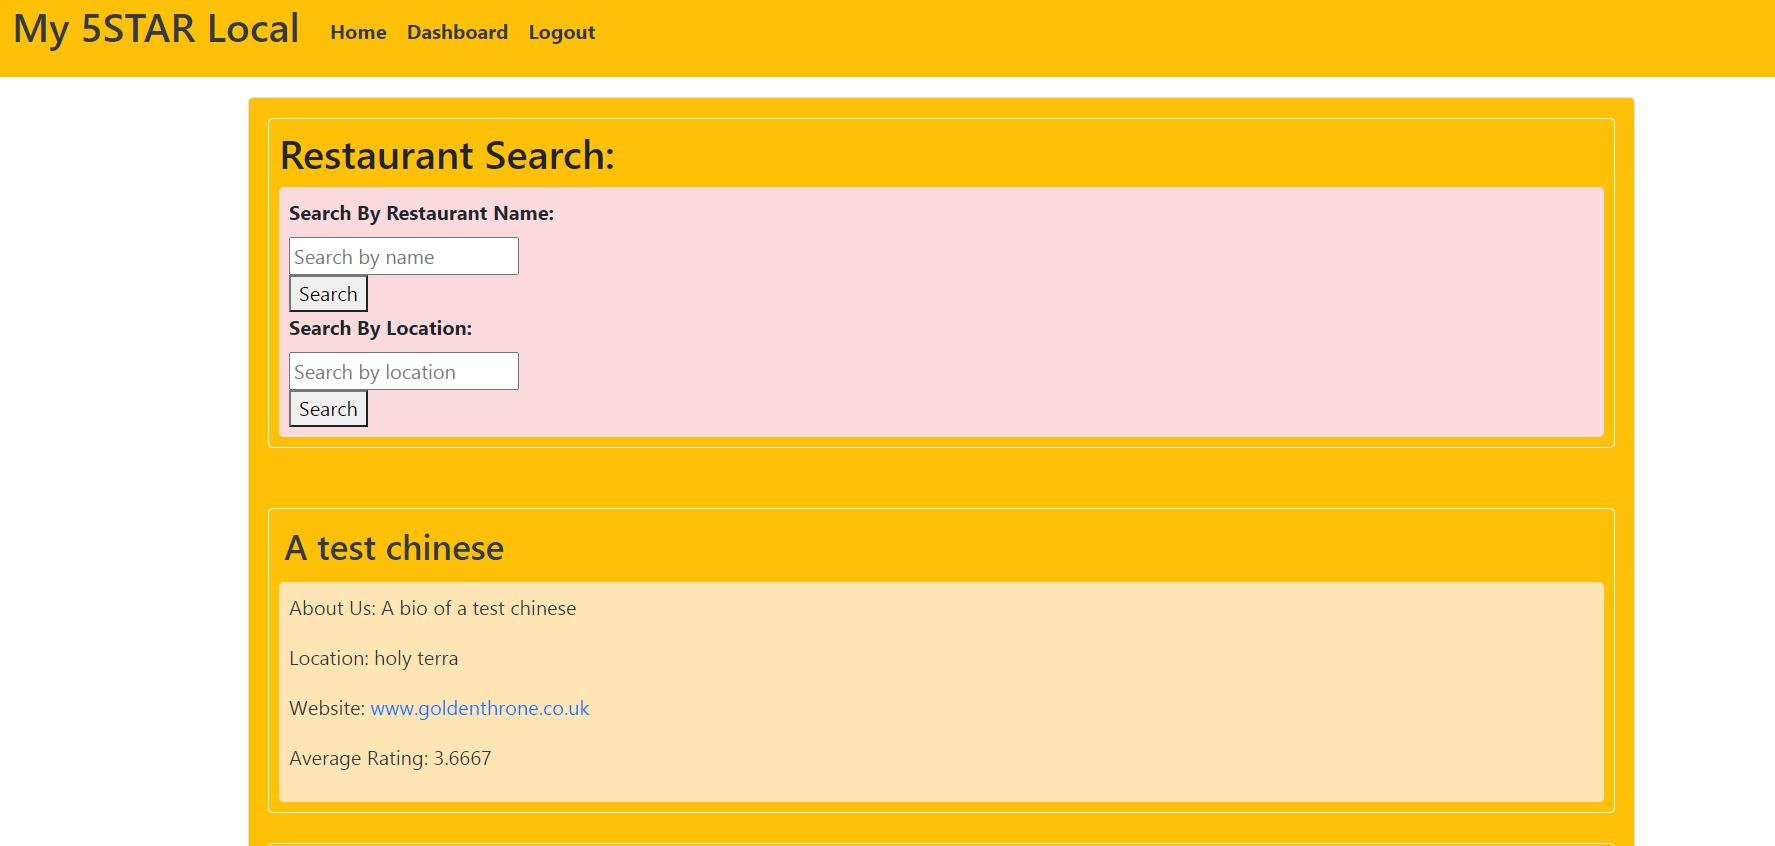 My 5STAR Local Home Dashboard Logout
Restaurant Search:
Search By Restaurant Name:
Search by name
Search
Search By Location:
Search by location
Search
A test chinese
About Us: A bio of a test chinese
Location: holy terra
Website: www.goldenthrone.co.uk
Average Rating: 3.6667